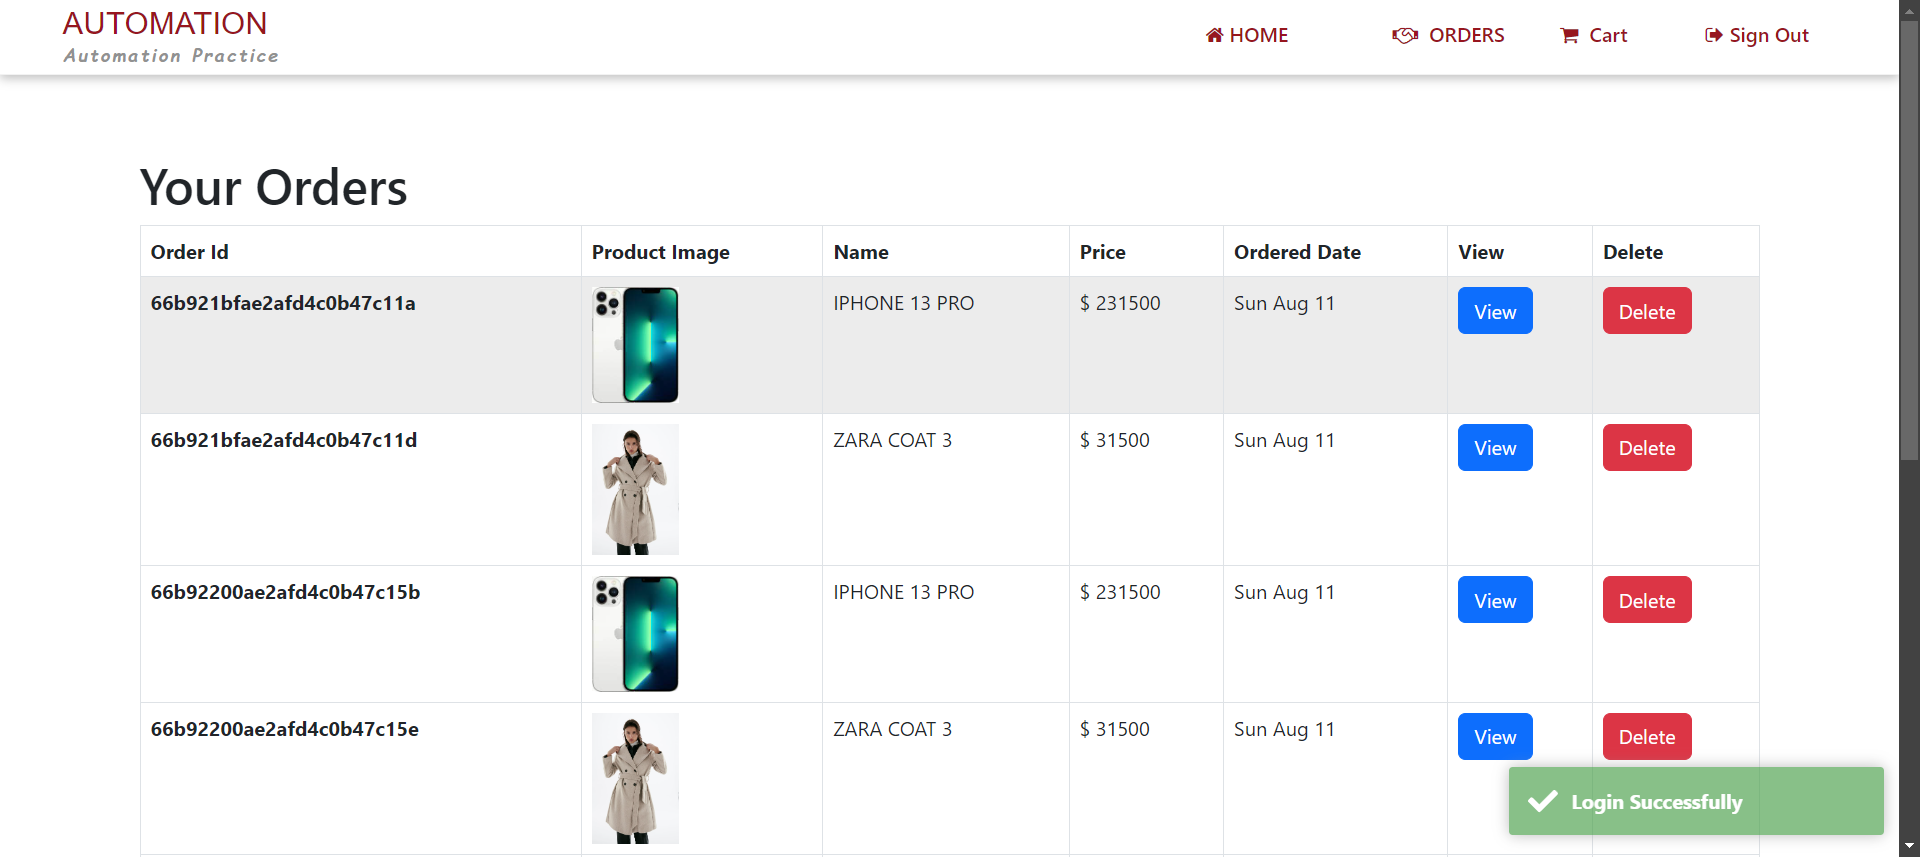 AUTOMATION
Automation Practice
HOME ORDERS Cart Sign Out
Your Orders
Order Id Product Image Name Price Ordered Date View Delete
66b921bfae2afd4c0b47c11a IPHONE 13 PRO $ 231500 Sun Aug 11 View Delete
66b921bfae2afd4c0b47c11d ZARA COAT 3 $ 31500 Sun Aug 11 View Delete
66b92200ae2afd4c0b47c15b IPHONE 13 PRO $ 231500 Sun Aug 11 View Delete
66b92200ae2afd4c0b47c15e ZARA COAT 3 $ 31500 Sun Aug 11 View Delete
Login Successfully